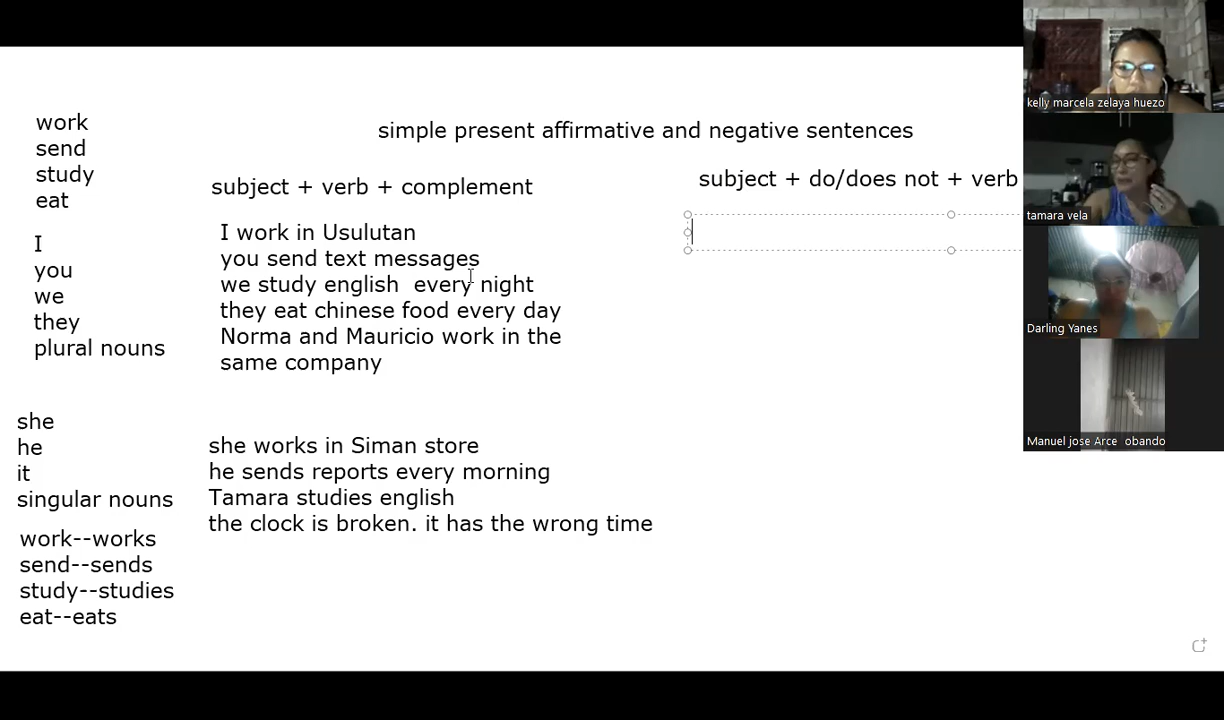 simple present affirmative and negative sentences
work
send
study
eat
I
you
we
they
plural nouns
she
he
it
singular nouns
work--works
send--sends
study--studies
eat--eats
subject + verb + complement
I work in Usulutan
you send text messages
we study english  every night
they eat chinese food every day
Norma and Mauricio work in the
same company
she works in Siman store
he sends reports every morning
Tamara studies english
the clock is broken. it has the wrong time
subject + do/does not + verb
kelly marcela zelaya huezo
tamara vela
Darling Yanes
Manuel jose Arce  obando